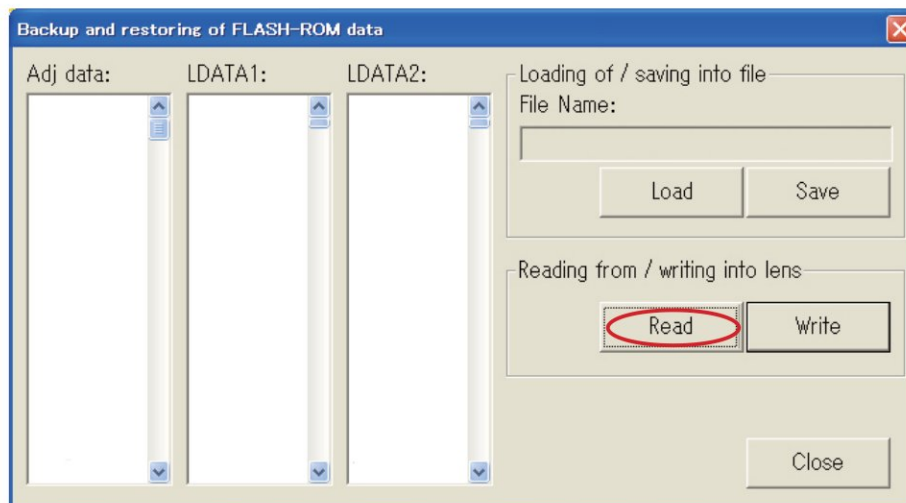 Backup and restoring of FLASH-ROM data
Adj data:
LDATA1:
LDATA2:
Loading of / saving into file
File Name:
Load
Save
Reading from / writing into lens
Read
Write
Close